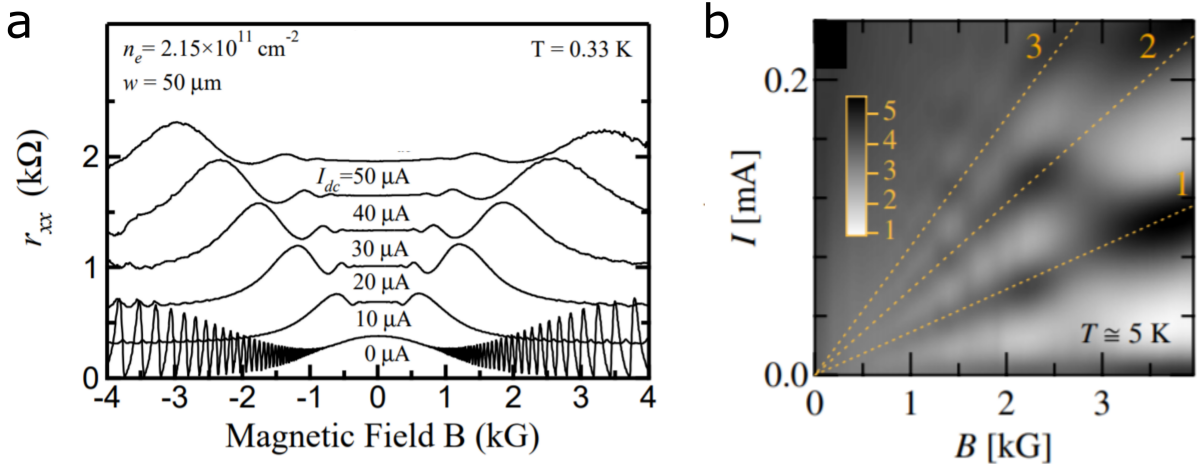 a
n_e = 2.15×10^11 cm^-2
T = 0.33 K
w = 50 μm
r_xx (kΩ)
2
1
0
I_dc=50 μA
40 μA
30 μA
20 μA
10 μA
0 μA
-4 -3 -2 -1 0 1 2 3 4
Magnetic Field B (kG)
b
3 2
1
0.2
0.0
I [mA]
5
4
3
2
1
T ≅ 5 K
0 1 2 3
B [kG]